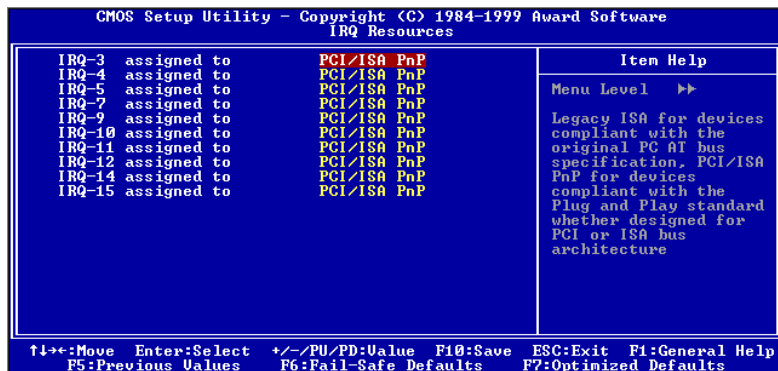 CMOS Setup Utility - Copyright (C) 1984-1999 Award Software
IRQ Resources
IRQ-3 assigned to PCI/ISA PnP
IRQ-4 assigned to PCI/ISA PnP
IRQ-5 assigned to PCI/ISA PnP
IRQ-7 assigned to PCI/ISA PnP
IRQ-9 assigned to PCI/ISA PnP
IRQ-10 assigned to PCI/ISA PnP
IRQ-11 assigned to PCI/ISA PnP
IRQ-12 assigned to PCI/ISA PnP
IRQ-14 assigned to PCI/ISA PnP
IRQ-15 assigned to PCI/ISA PnP
Item Help
Menu Level ▸▸
Legacy ISA for devices
compliant with the
original PC AT bus
specification, PCI/ISA
PnP for devices
compliant with the
Plug and Play standard
whether designed for
PCI or ISA bus
architecture
↑↓→←:Move Enter:Select +/-/PU/PD:Value F10:Save ESC:Exit F1:General Help
F5:Previous Values F6:Fail-Safe Defaults F7:Optimized Defaults